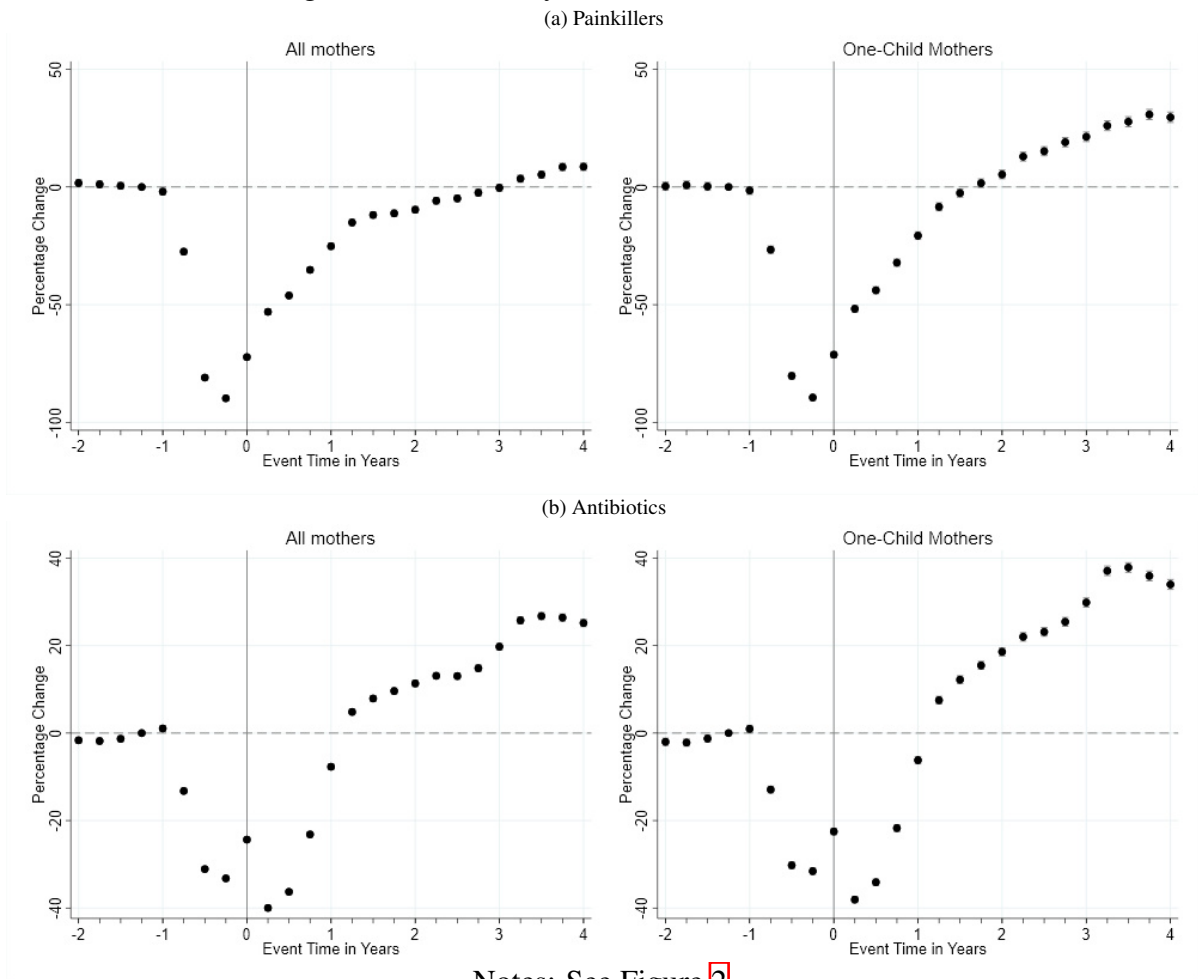 (a) Painkillers
All mothers
One-Child Mothers
50
0
-50
-100
Percentage Change
-2 -1 0 1 2 3 4
Event Time in Years
50
0
-50
-100
Percentage Change
-2 -1 0 1 2 3 4
Event Time in Years
(b) Antibiotics
All mothers
One-Child Mothers
40
20
0
-20
-40
Percentage Change
-2 -1 0 1 2 3 4
Event Time in Years
40
20
0
-20
-40
Percentage Change
-2 -1 0 1 2 3 4
Event Time in Years
Notes: See Figure 2